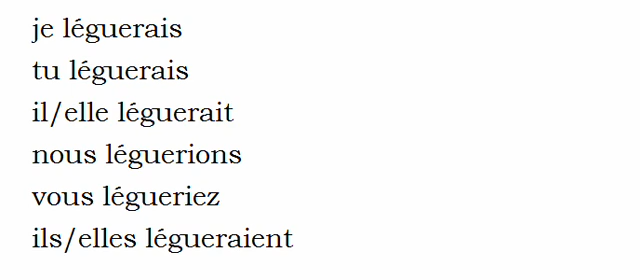 je léguerais
tu léguerais
il/elle léguerait
nous léguerions
vous légueriez
ils/elles légueraient